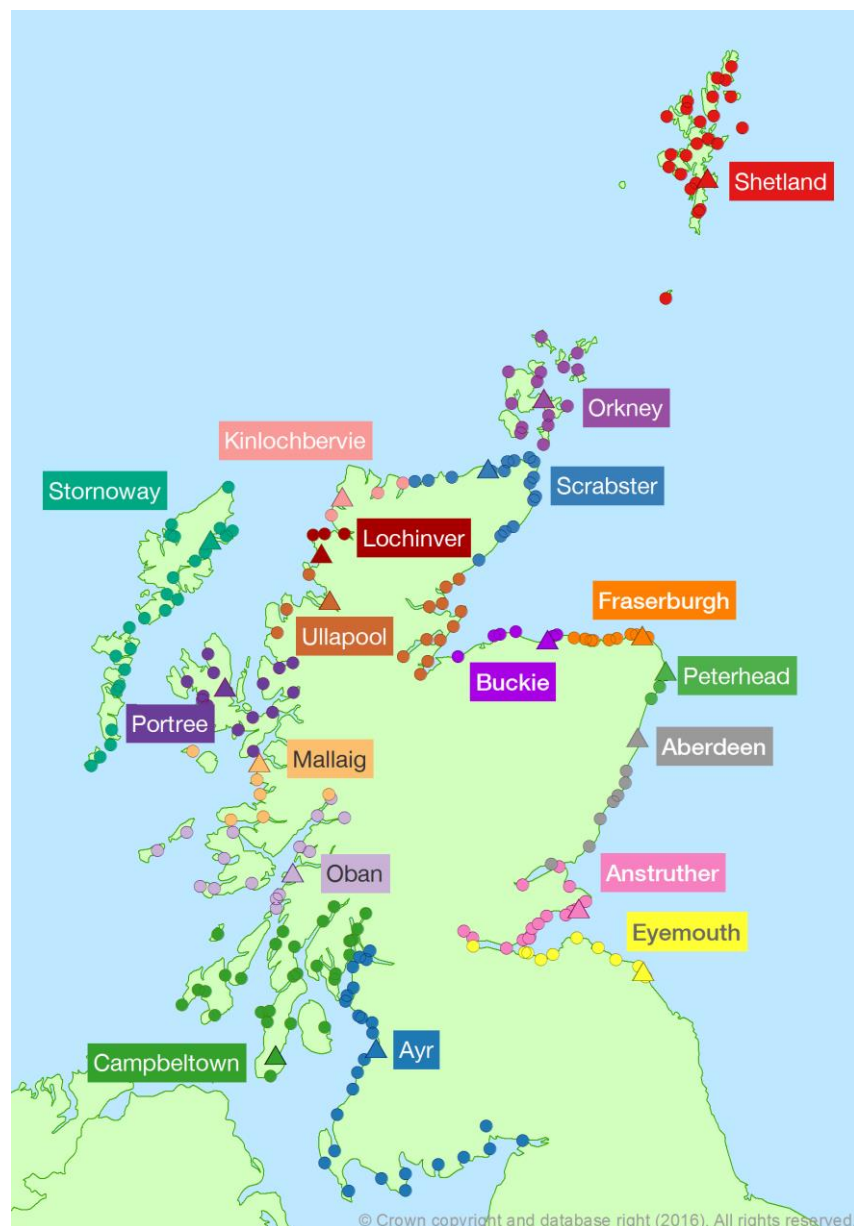 Shetland
Orkney
Kinlochbervie
Stornoway
Scrabster
Lochinver
Fraserburgh
Ullapool
Buckie
Peterhead
Portree
Aberdeen
Mallaig
Oban
Anstruther
Eyemouth
Campbeltown
Ayr
© Crown copyright and database right (2016). All rights reserved